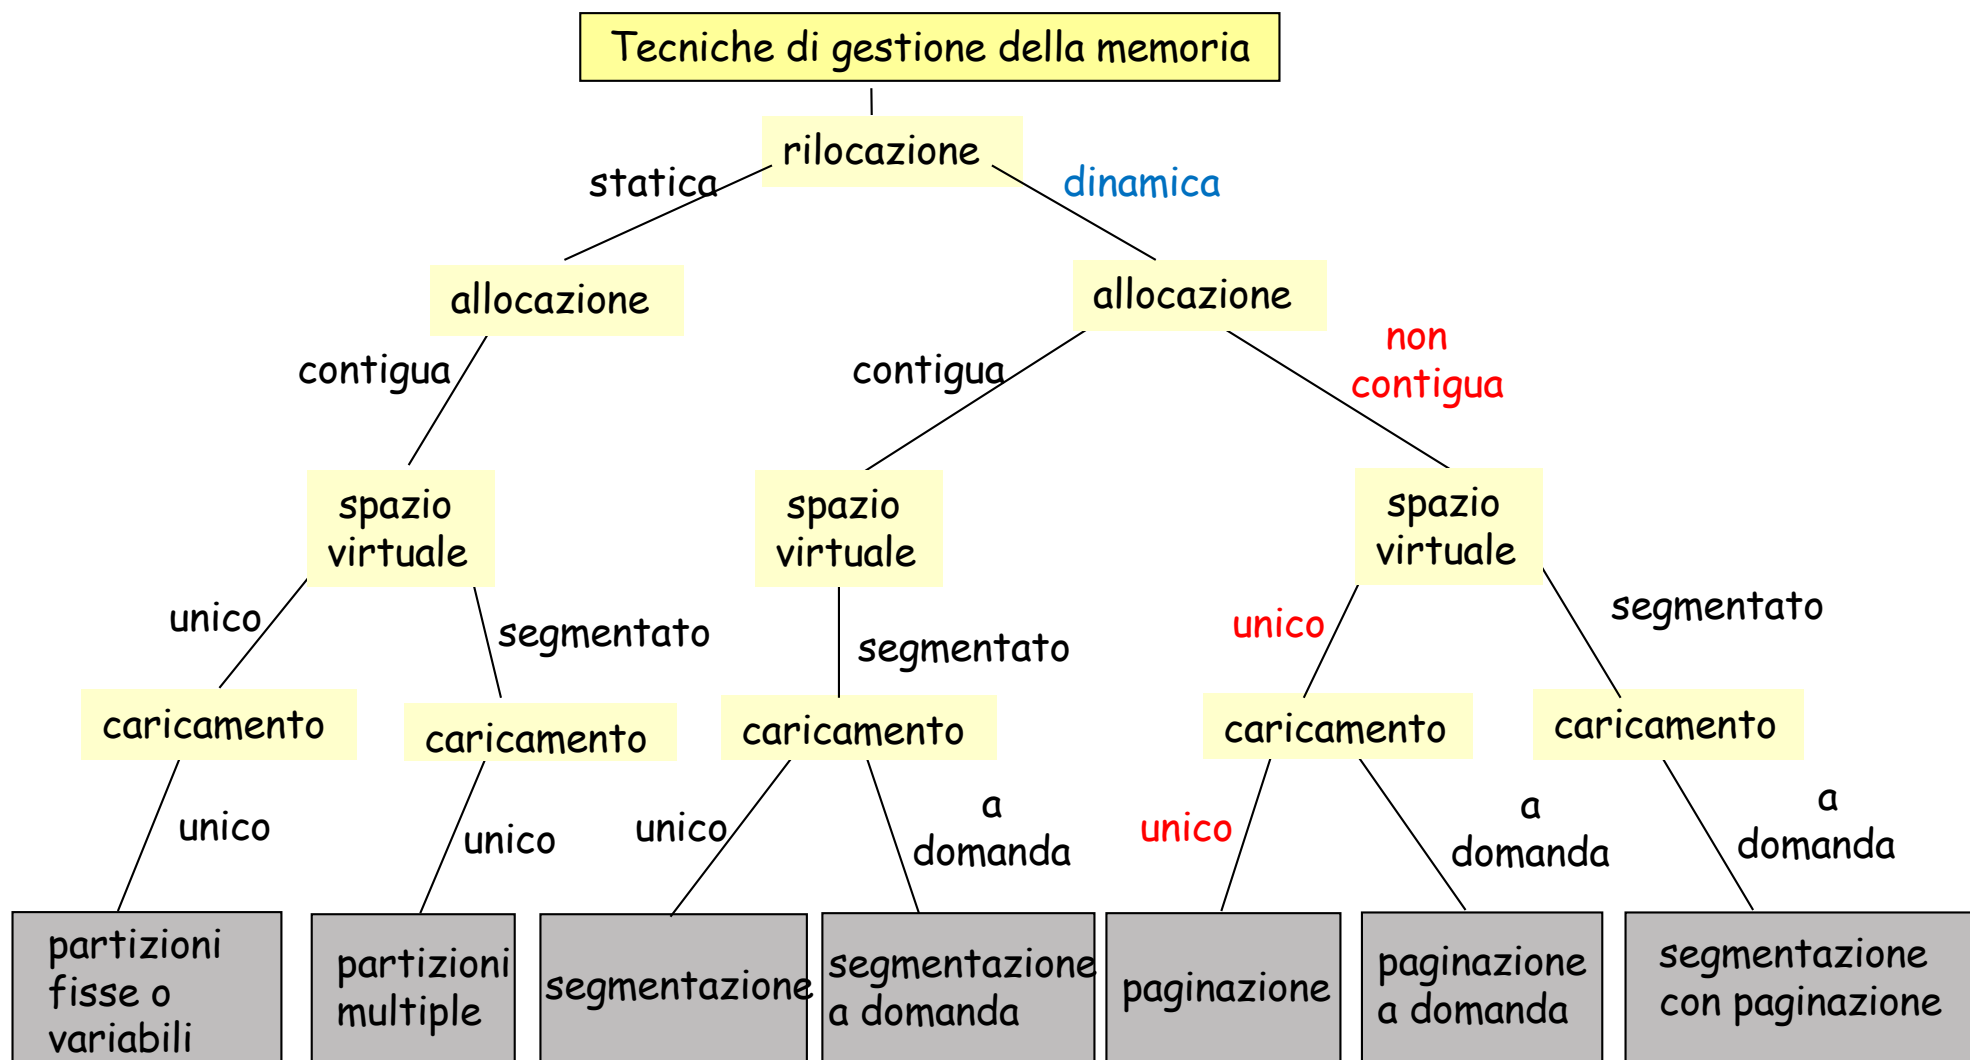 Tecniche di gestione della memoria
rilocazione
statica
dinamica
allocazione
allocazione
contigua
contigua
non
contigua
spazio
virtuale
spazio
virtuale
spazio
virtuale
unico
segmentato
segmentato
unico
segmentato
caricamento
caricamento
caricamento
caricamento
caricamento
unico
unico
unico
a
domanda
unico
a
domanda
a
domanda
partizioni
fisse o
variabili
partizioni
multiple
segmentazione
segmentazione
a domanda
paginazione
paginazione
a domanda
segmentazione
con paginazione